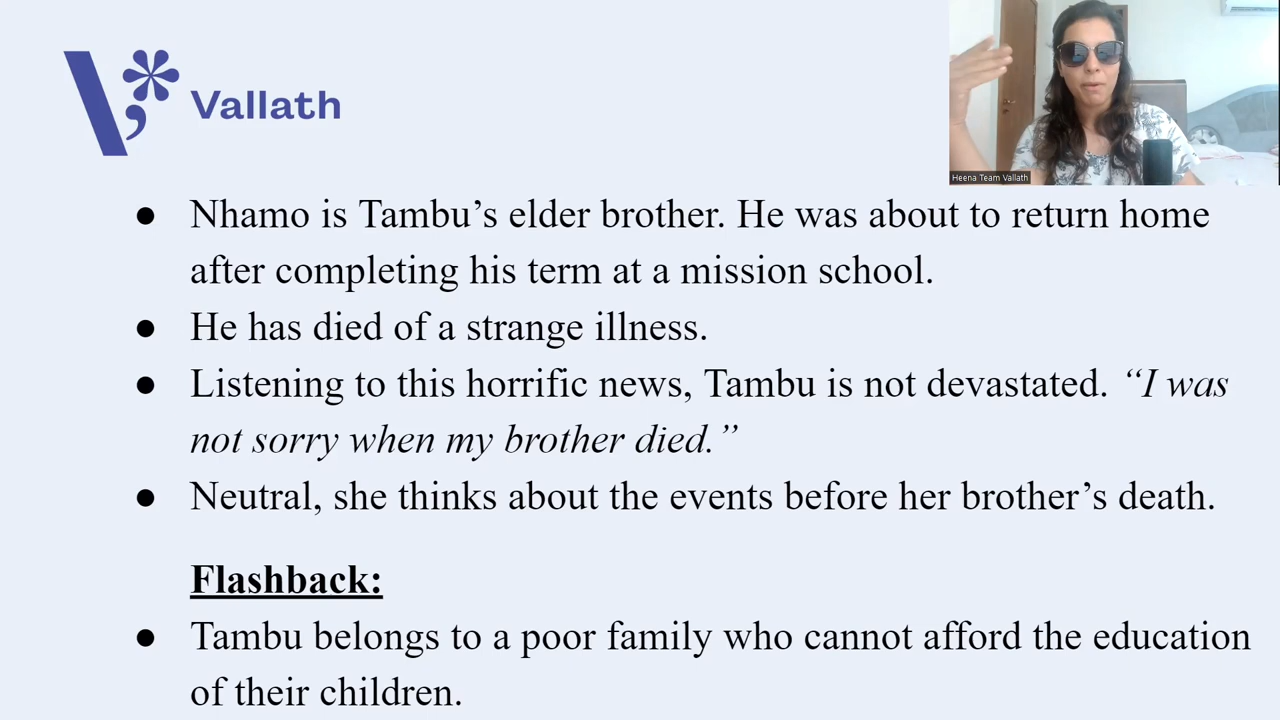 Vallath
Heena Team Vallath
● Nhamo is Tambu’s elder brother. He was about to return home
after completing his term at a mission school.
● He has died of a strange illness.
● Listening to this horrific news, Tambu is not devastated. “I was
not sorry when my brother died.”
● Neutral, she thinks about the events before her brother’s death.
Flashback:
● Tambu belongs to a poor family who cannot afford the education
of their children.